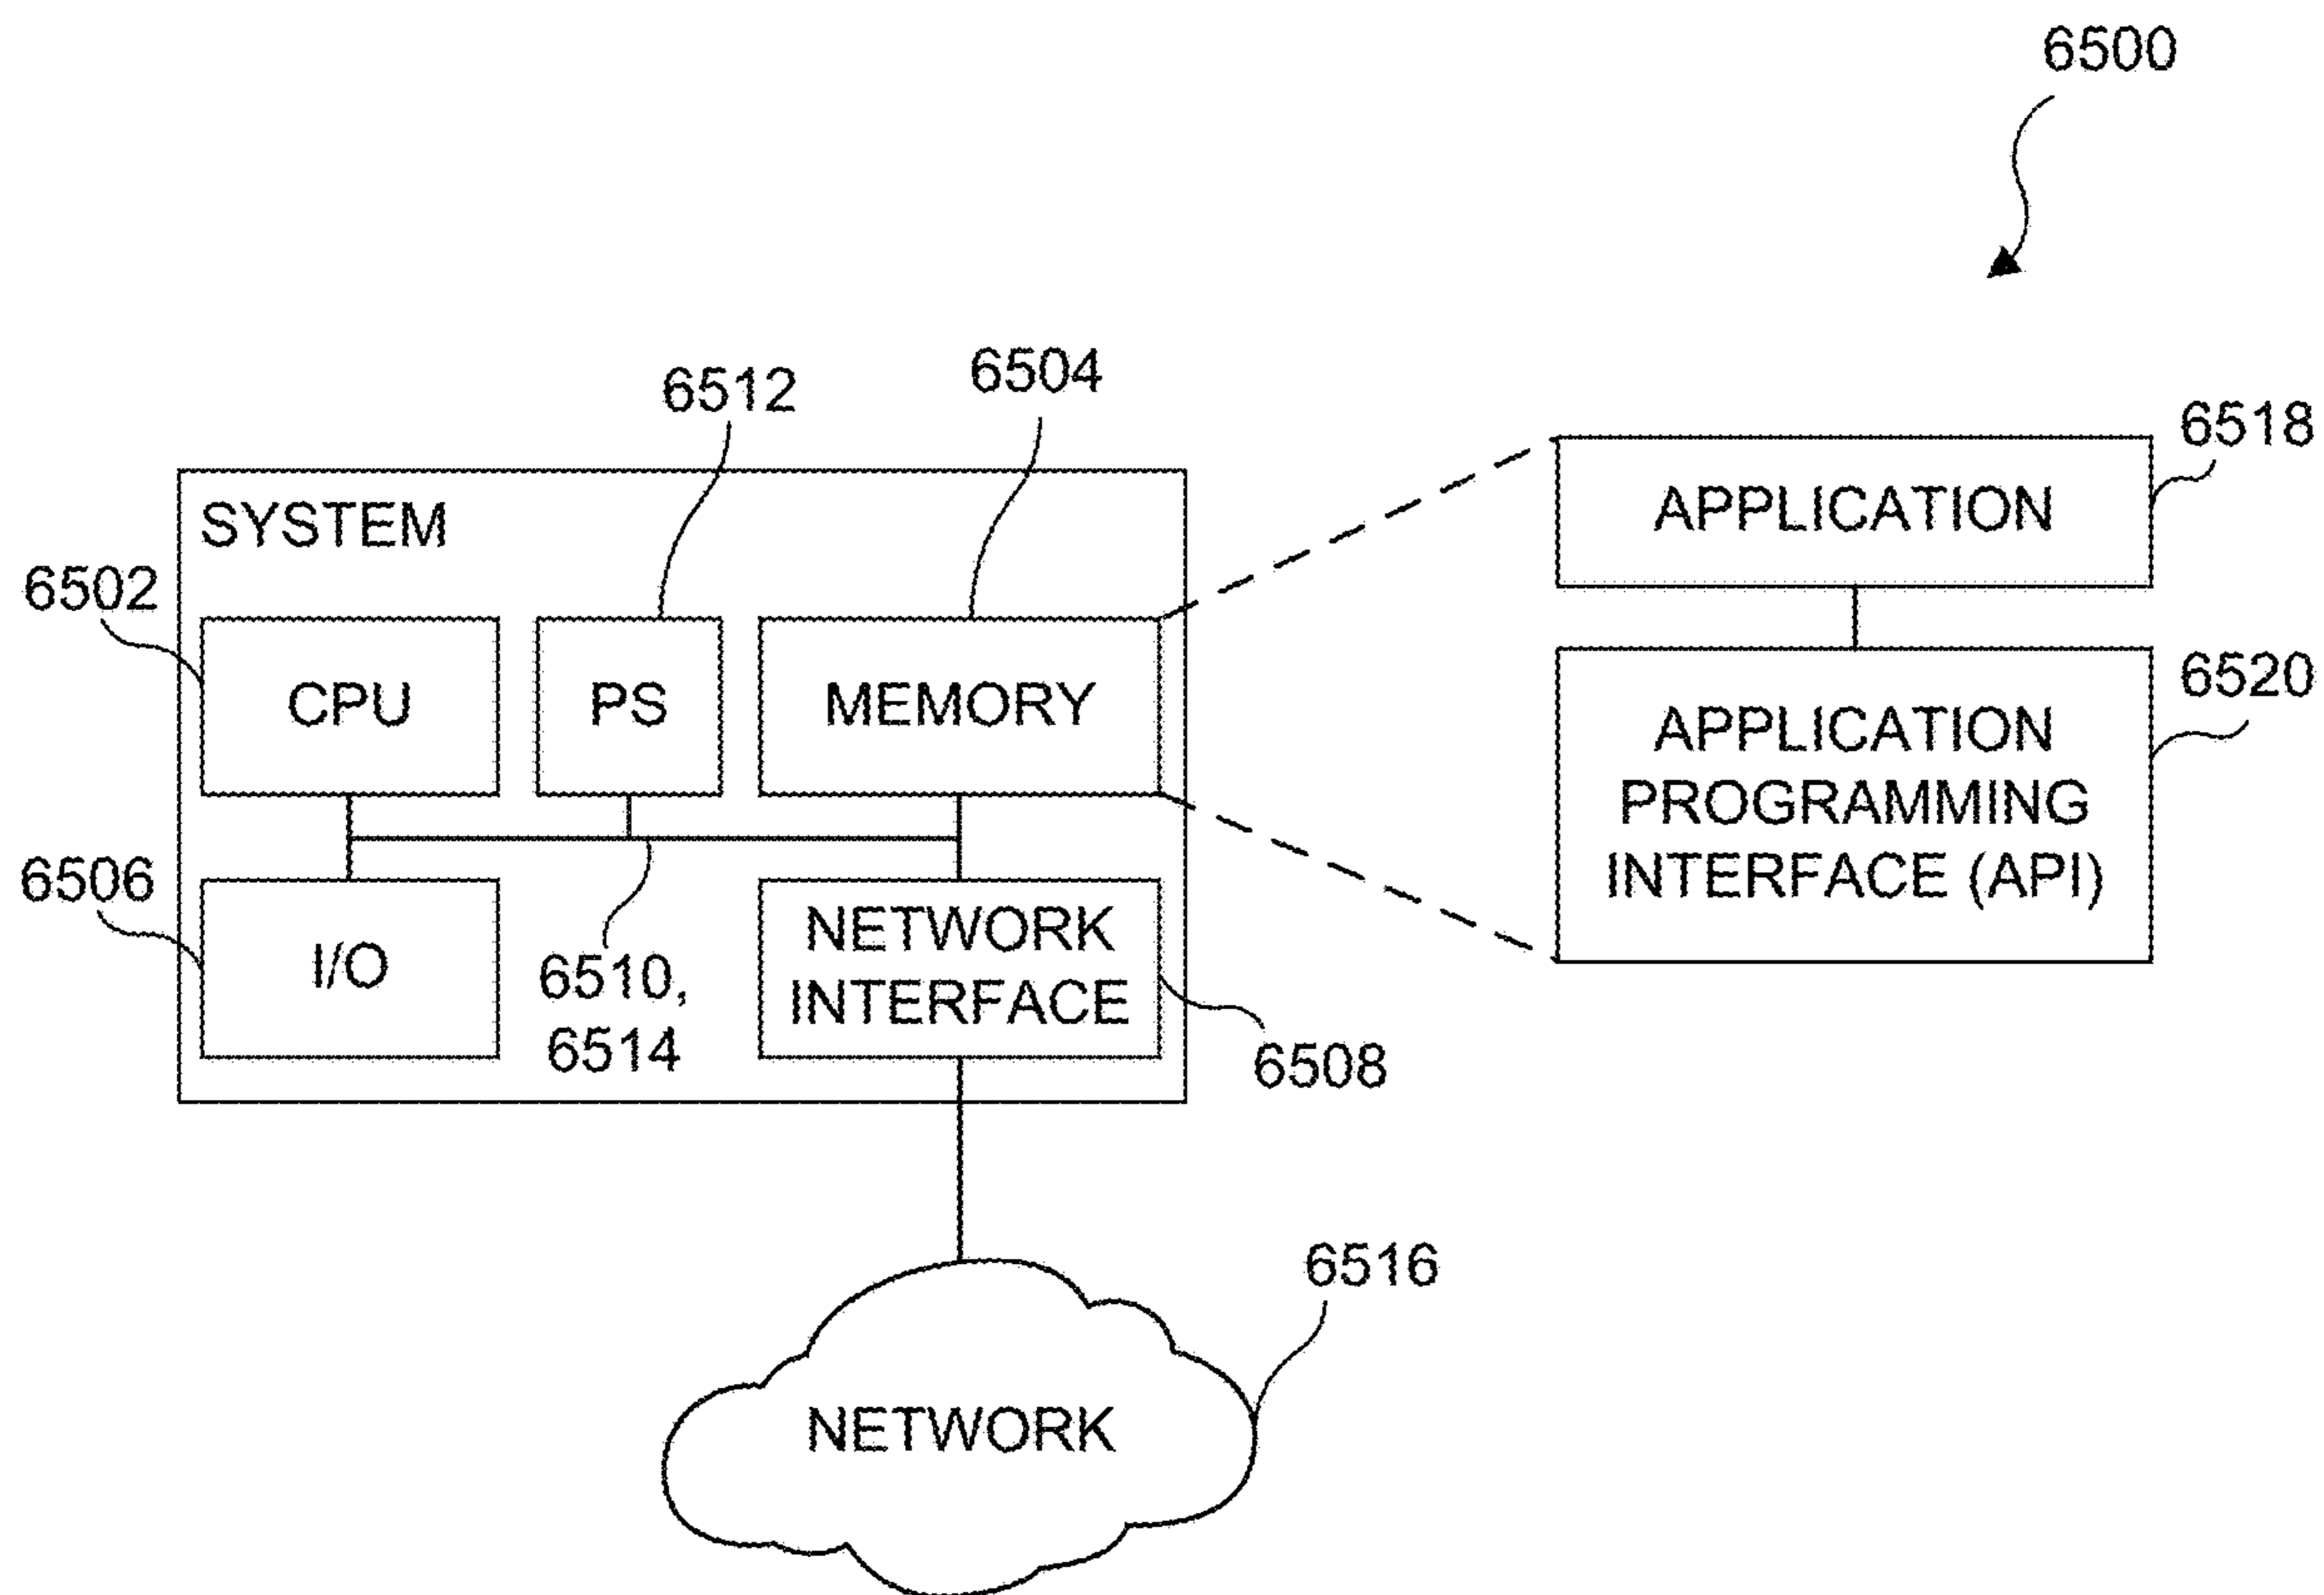 6500
6512
6504
6518
SYSTEM
APPLICATION
6502
CPU
PS
MEMORY
6520
APPLICATION
PROGRAMMING
INTERFACE (API)
6506
I/O
6510,
6514
NETWORK
INTERFACE
6508
6516
NETWORK